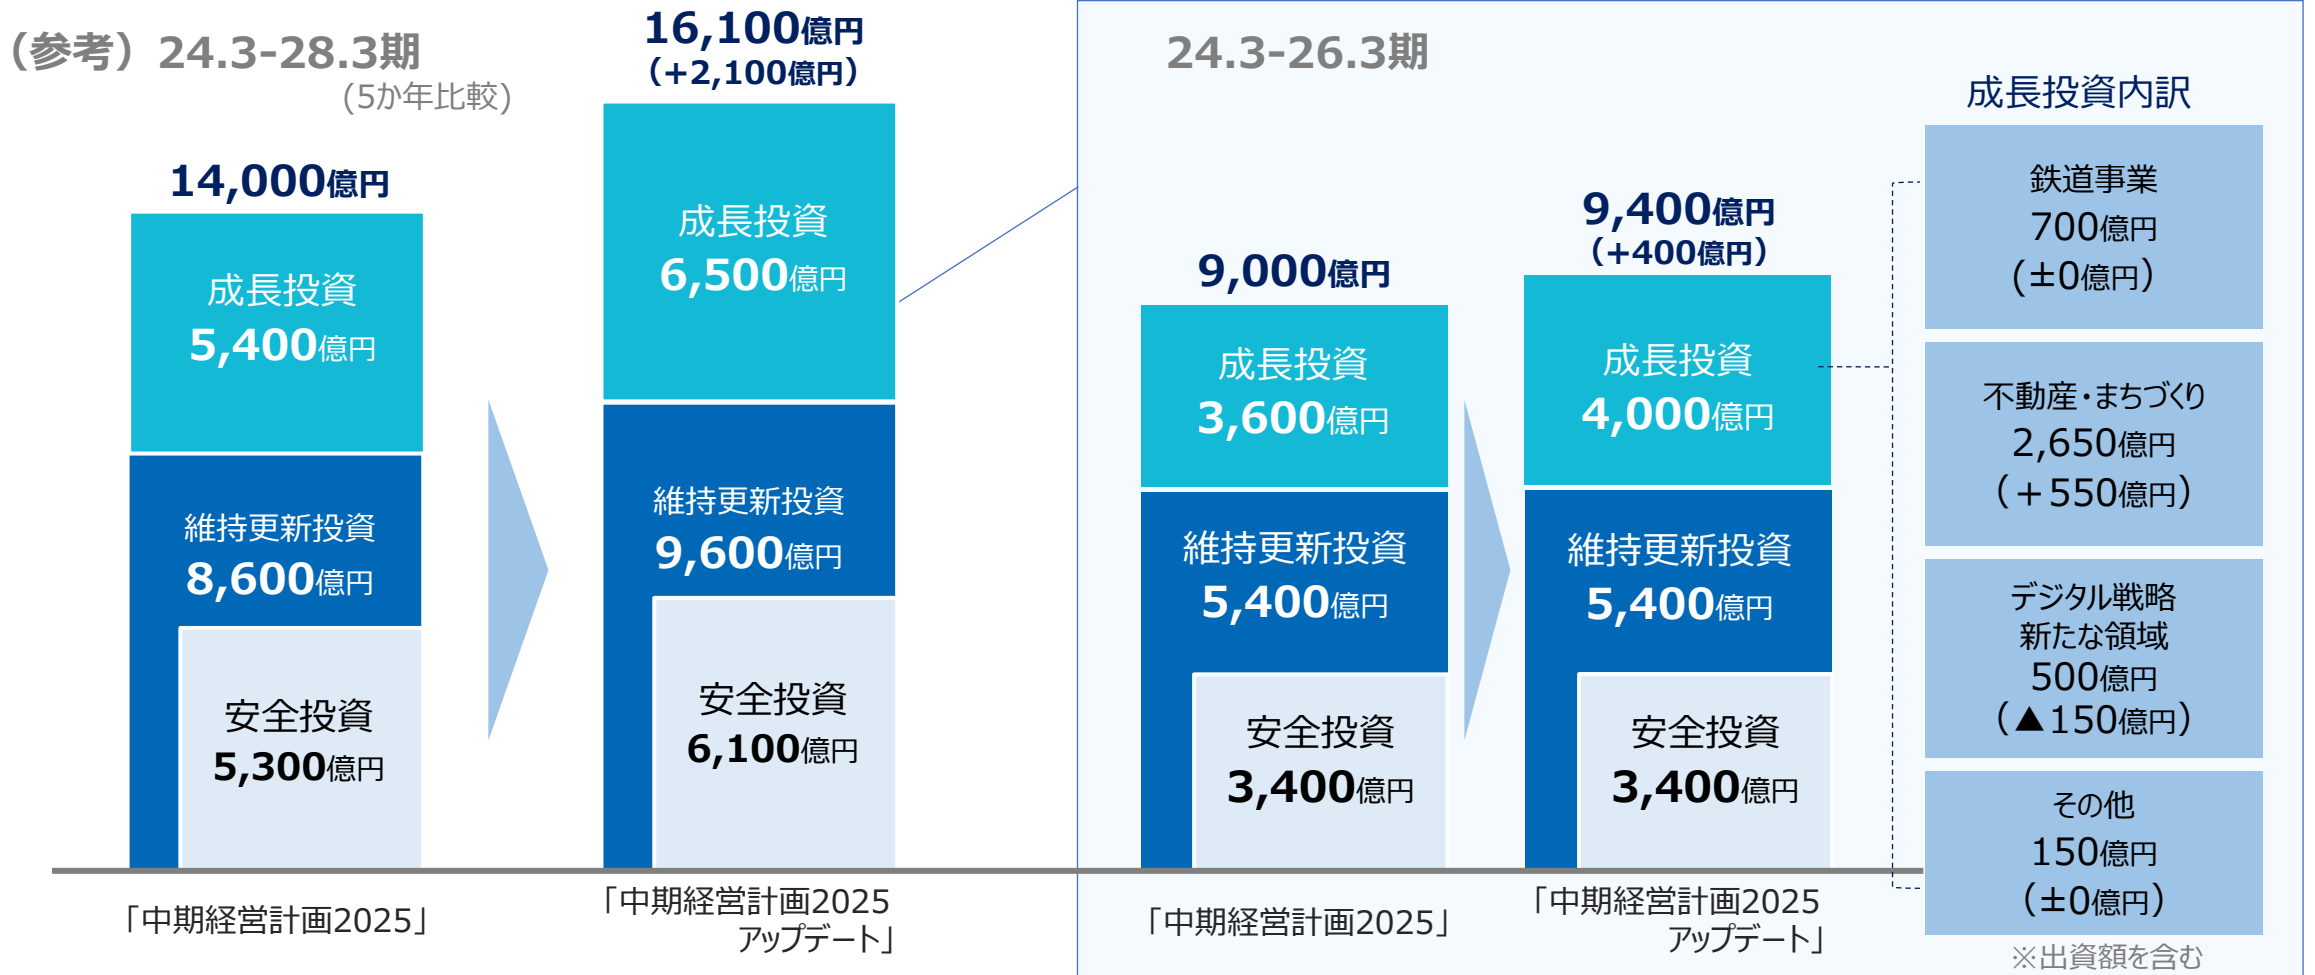 （参考）24.3-28.3期
(5か年比較)
14,000億円
成長投資
5,400億円
維持更新投資
8,600億円
安全投資
5,300億円
「中期経営計画2025」
16,100億円
（+2,100億円）
成長投資
6,500億円
維持更新投資
9,600億円
安全投資
6,100億円
「中期経営計画2025
アップデート」
24.3-26.3期
9,000億円
成長投資
3,600億円
維持更新投資
5,400億円
安全投資
3,400億円
「中期経営計画2025」
9,400億円
（+400億円）
成長投資
4,000億円
維持更新投資
5,400億円
安全投資
3,400億円
「中期経営計画2025
アップデート」
成長投資内訳
鉄道事業
700億円
(±0億円）
不動産・まちづくり
2,650億円
（＋550億円）
デジタル戦略
新たな領域
500億円
（▲150億円）
その他
150億円
（±0億円）
※出資額を含む